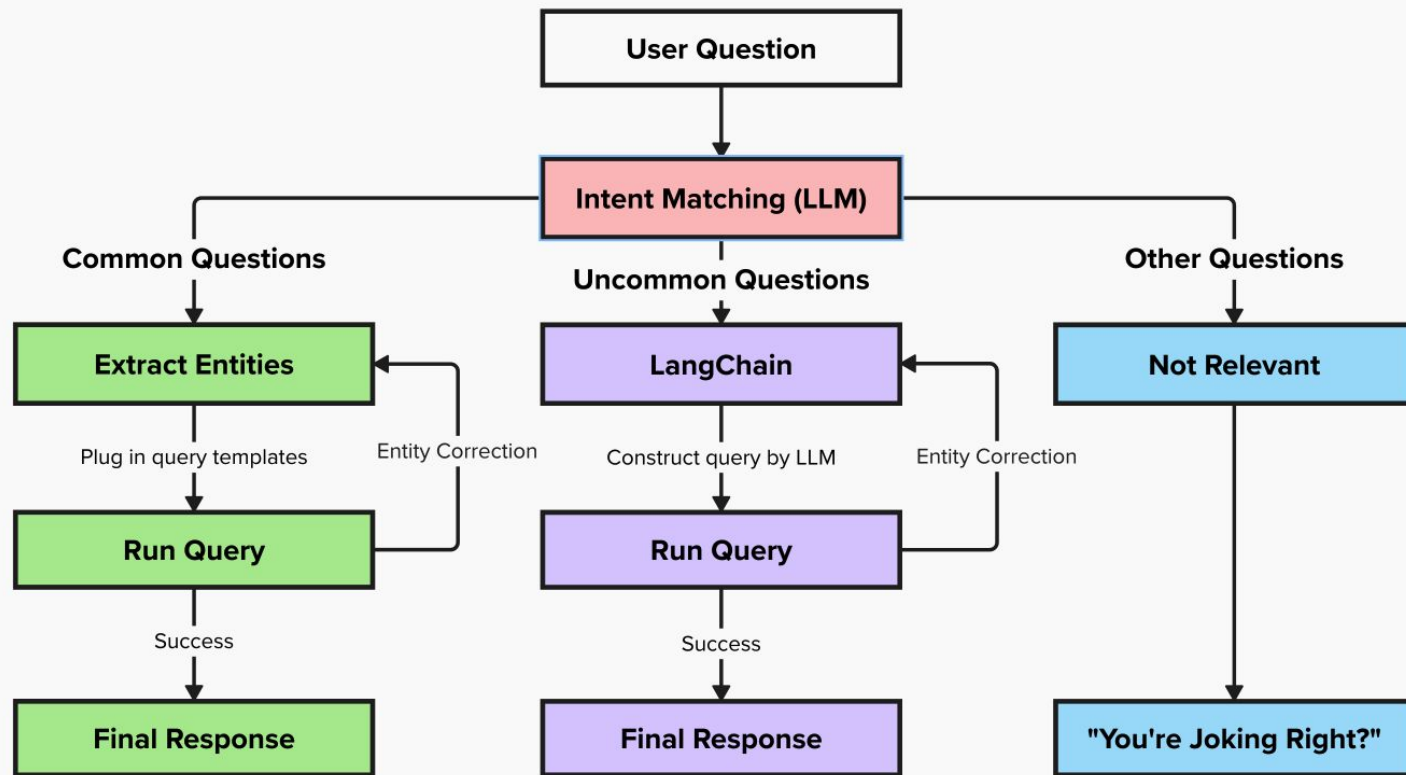 User Question
Intent Matching (LLM)
Common Questions
Uncommon Questions
Other Questions
Extract Entities
LangChain
Not Relevant
Plug in query templates
Entity Correction
Construct query by LLM
Entity Correction
Run Query
Run Query
Success
Success
Final Response
Final Response
"You're Joking Right?"